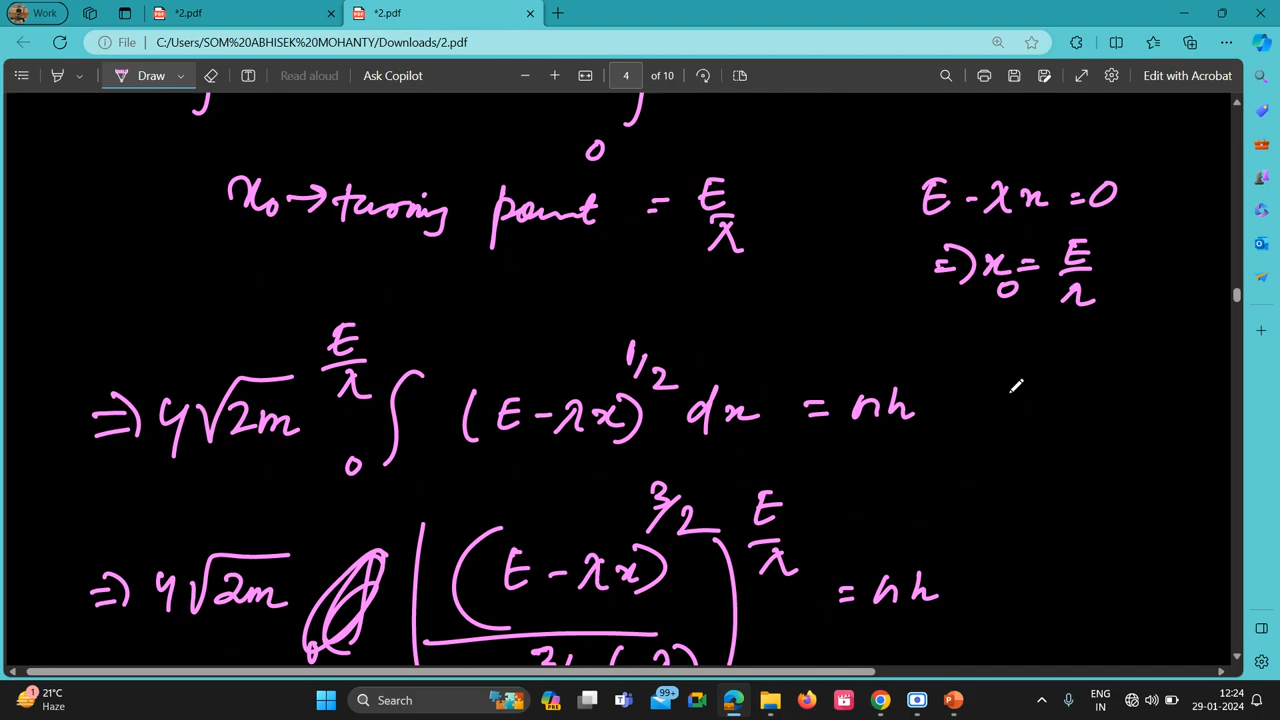 Work
*2.pdf
*2.pdf
File C:/Users/SOM%20ABHISEK%20MOHANTY/Downloads/2.pdf
Draw Read aloud Ask Copilot 4 of 10 Edit with Acrobat
0
x₀ → turning point = E/λ
E - λx = 0
=) x₀ = E/λ
=) 4√2m ∫₀^(E/λ) (E - λx)^(1/2) dx = nh
=) 4√2m | (E - λx)^(3/2) |^(E/λ) = nh
21°C
Haze
Search
PRE
99+
ENG
IN
12:24
29-01-2024